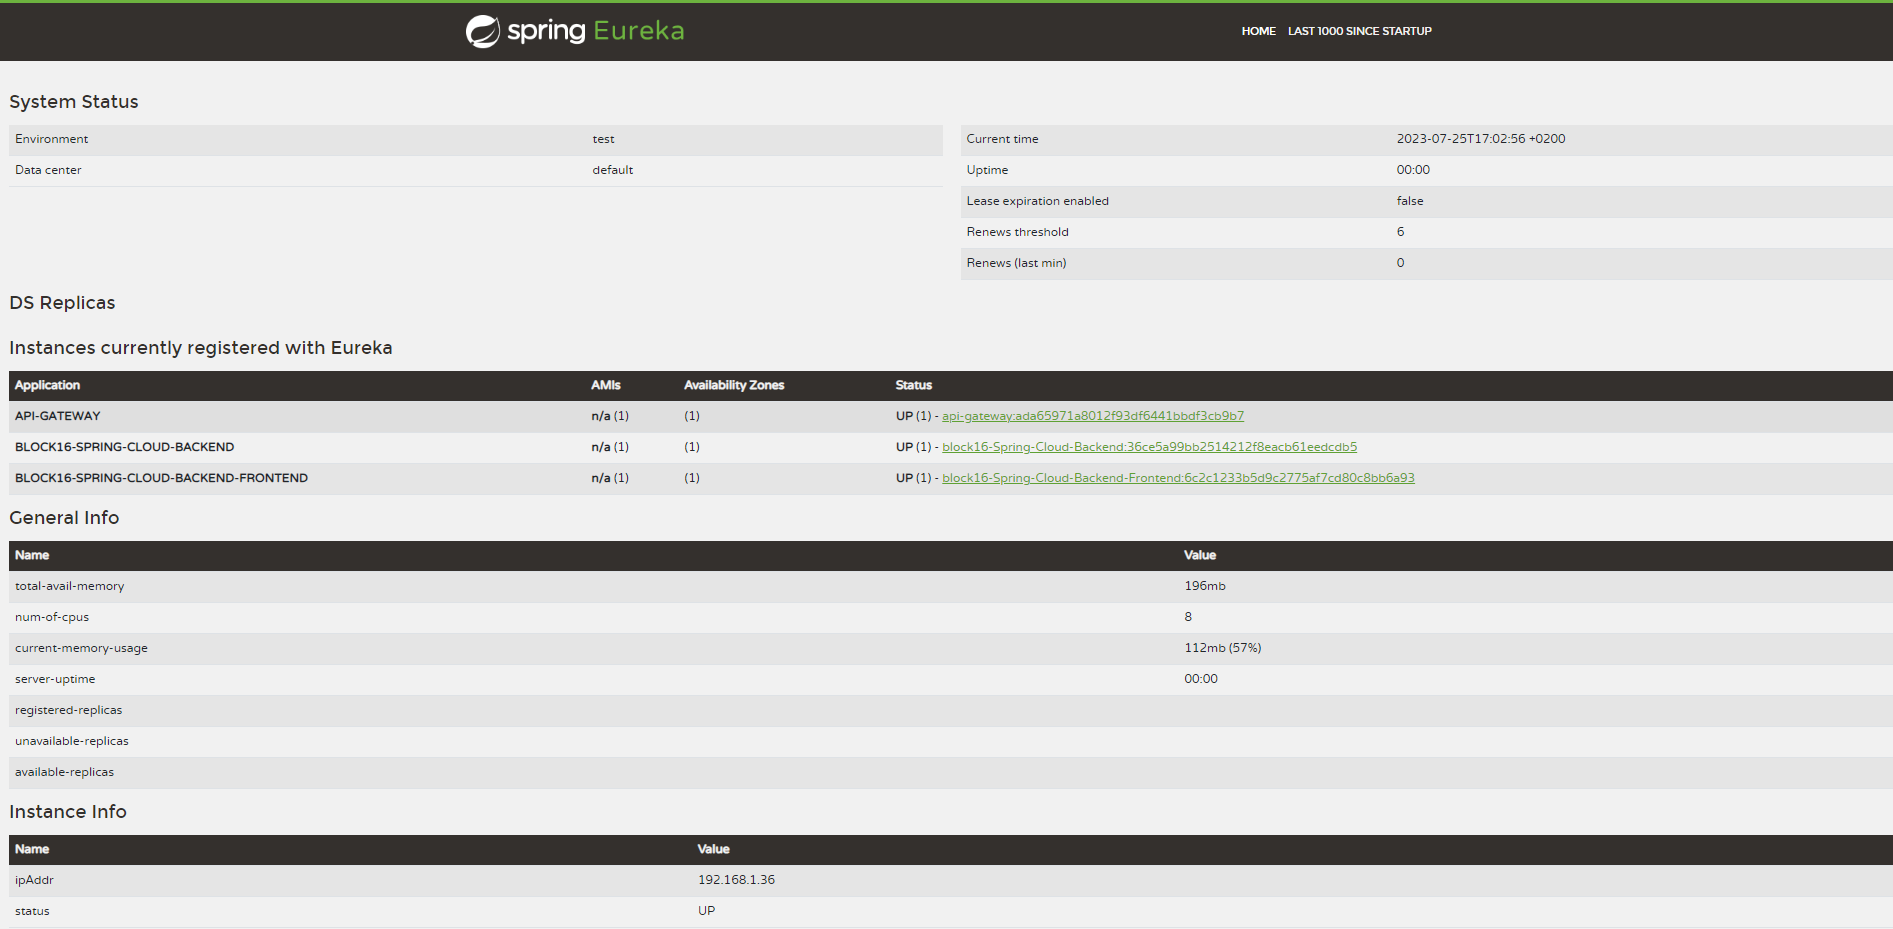 spring Eureka
HOME LAST 1000 SINCE STARTUP
System Status
Environment test
Data center default
Current time 2023-07-25T17:02:56 +0200
Uptime 00:00
Lease expiration enabled false
Renews threshold 6
Renews (last min) 0
DS Replicas
Instances currently registered with Eureka
Application AMIs Availability Zones Status
API-GATEWAY n/a (1) (1) UP (1) - api-gateway:ada65971a8012f93df6441bbdf3cb9b7
BLOCK16-SPRING-CLOUD-BACKEND n/a (1) (1) UP (1) - block16-Spring-Cloud-Backend:36ce5a99bb2514212f8eacb61eedcdb5
BLOCK16-SPRING-CLOUD-BACKEND-FRONTEND n/a (1) (1) UP (1) - block16-Spring-Cloud-Backend-Frontend:6c2c1233b5d9c2775af7cd80c8bb6a93
General Info
Name Value
total-avail-memory 196mb
num-of-cpus 8
current-memory-usage 112mb (57%)
server-uptime 00:00
registered-replicas
unavailable-replicas
available-replicas
Instance Info
Name Value
ipAddr 192.168.1.36
status UP